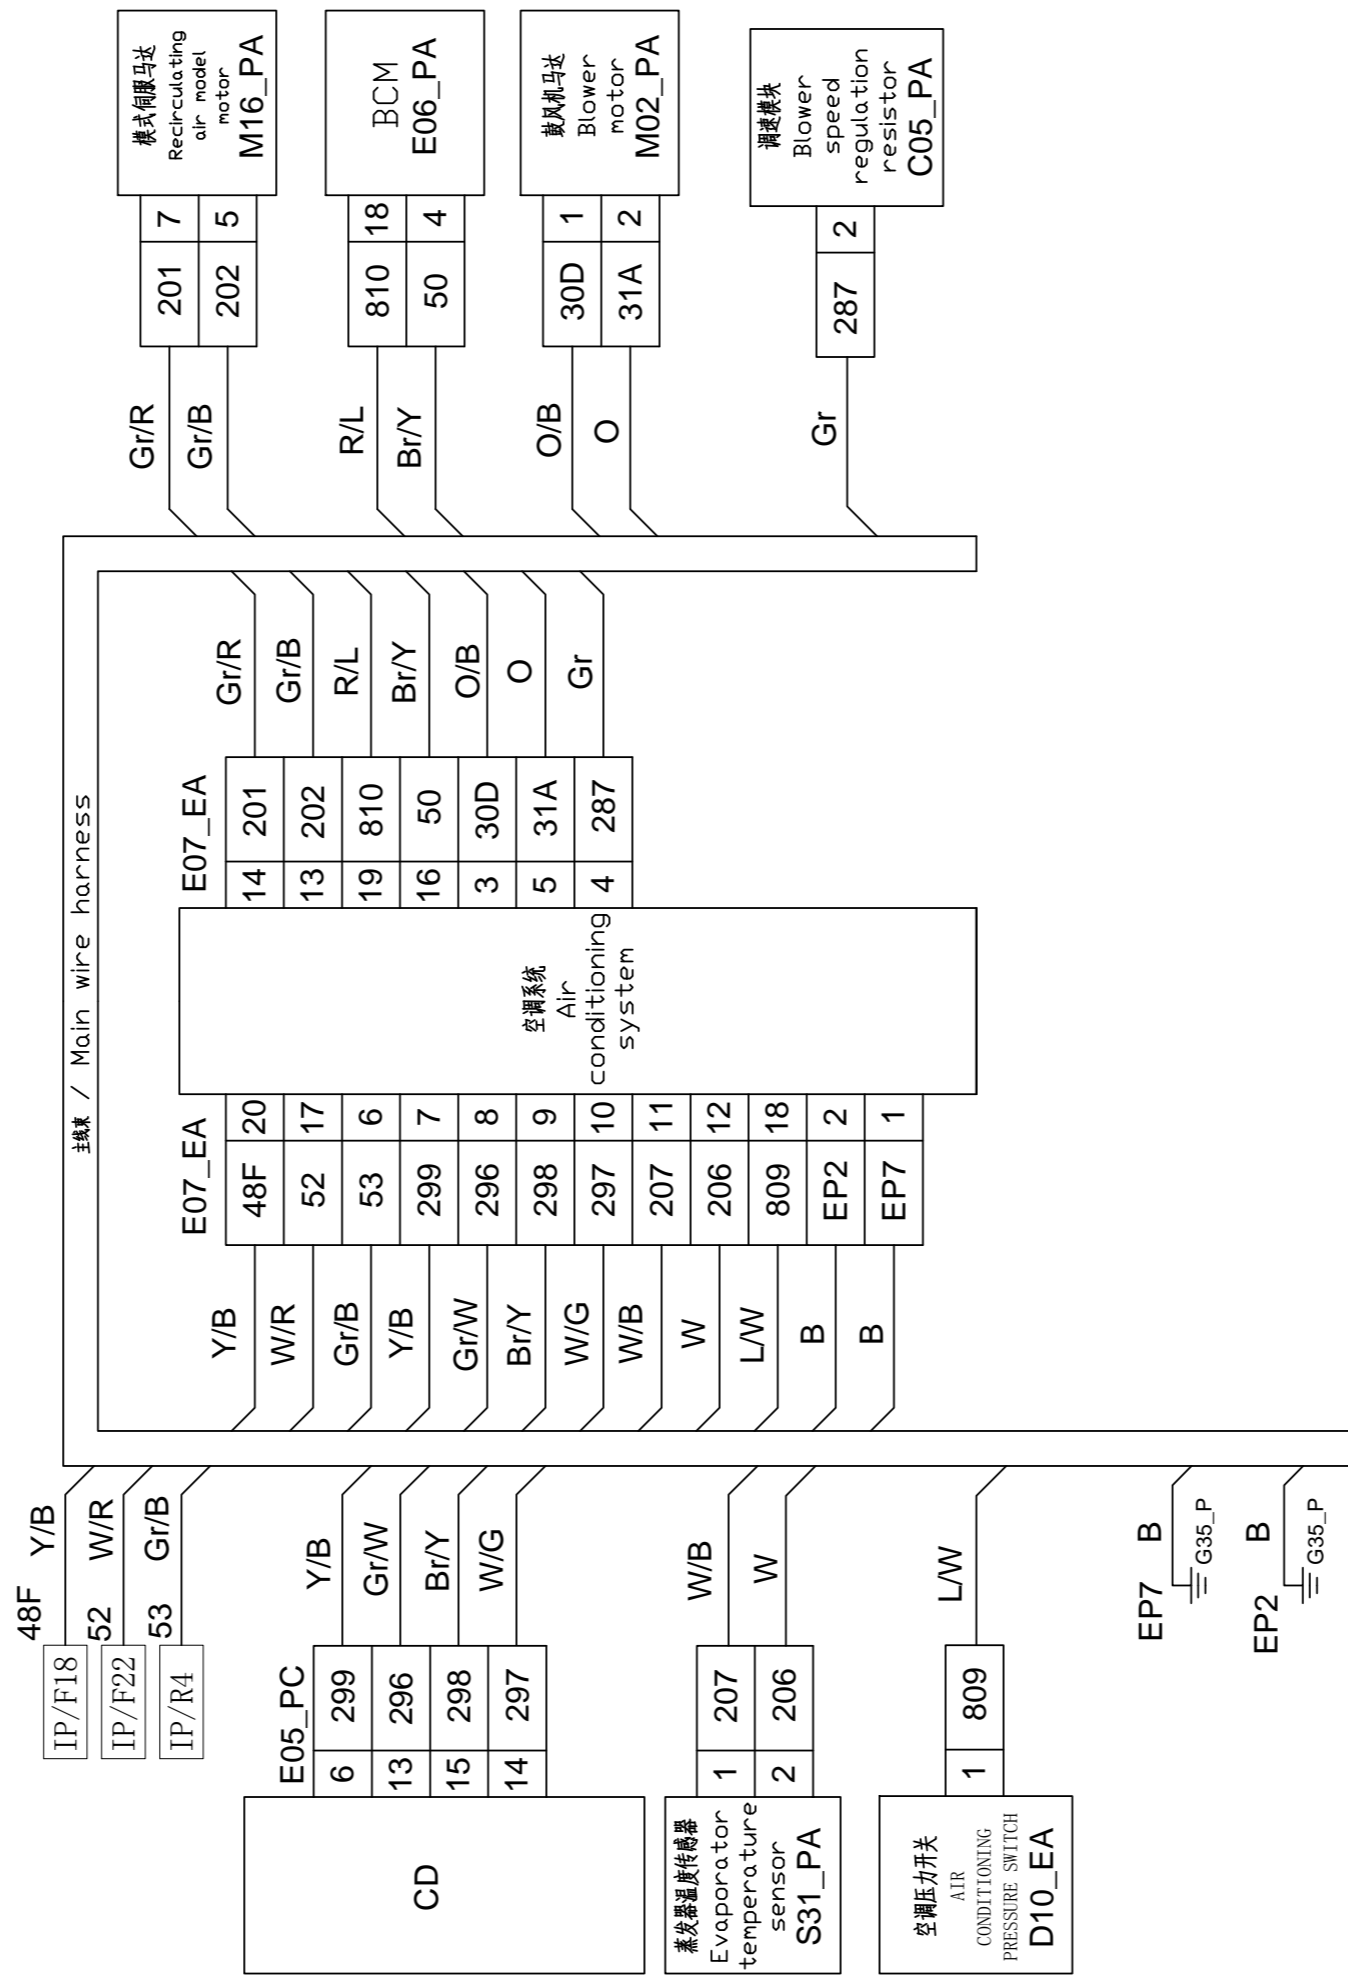 模式伺服马达
Recirculating
air model
motor
M16_PA
7
5
201
202
Gr/R
Gr/B
BCM
E06_PA
18
4
810
50
R/L
Br/Y
鼓风机马达
Blower
motor
M02_PA
1
2
30D
31A
O/B
O
调速模块
Blower
speed
regulation
resistor
C05_PA
2
287
Gr
主线束 / Main wire harness
Gr/R
Gr/B
R/L
Br/Y
O/B
O
Gr
E07_EA
201
202
810
50
30D
31A
287
14
13
19
16
3
5
4
空调系统
Air
conditioning
system
E07_EA
20
17
6
7
8
9
10
11
12
18
2
1
48F
52
53
299
296
298
297
207
206
809
EP2
EP7
Y/B
W/R
Gr/B
Y/B
Gr/W
Br/Y
W/G
W/B
W
L/W
B
B
48F Y/B
IP/F18
52 W/R
IP/F22
53 Gr/B
IP/R4
Y/B
Gr/W
Br/Y
W/G
E05_PC
299
296
298
297
6
13
15
14
CD
W/B
W
207
206
1
2
蒸发器温度传感器
Evaporator
temperature
sensor
S31_PA
L/W
809
1
空调压力开关
AIR
CONDITIONING
PRESSURE SWITCH
D10_EA
EP7 B
G35_P
EP2 B
G35_P